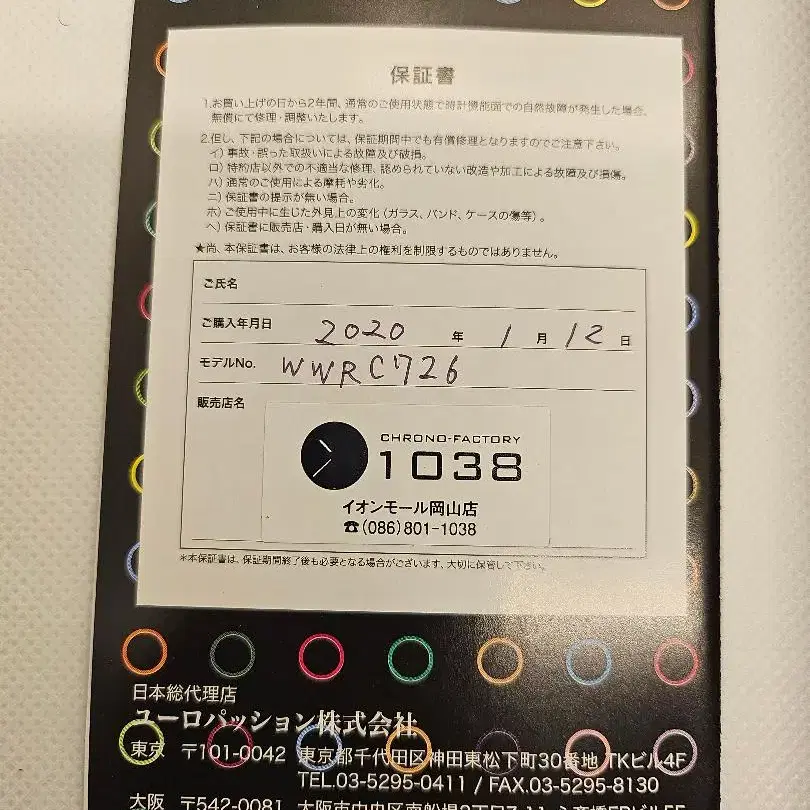 保証書
1.お買い上げの日から2年間、通常のご使用状態で時計機能面での自然故障が発生した場合、
無償にて修理・調整いたします。
2.但し、下記の場合については、保証期間中でも有償修理となりますのでご注意下さい。
イ）事故・誤った取扱いによる故障及び破損。
ロ）特約店以外での不適当な修理、認められていない改造や加工による故障及び損傷。
ハ）通常のご使用による摩耗や劣化。
ニ）保証書の提示が無い場合。
ホ）ご使用中に生じた外見上の変化（ガラス、バンド、ケースの傷等）。
ヘ）保証書に販売店・購入日が無い場合。
★尚、本保証書は、お客様の法律上の権利を制限するものではありません。
ご氏名
ご購入年月日 2020 年 1 月 12 日
モデルNo. WWRC726
販売店名
CHRONO-FACTORY
1038
イオンモール岡山店
☎(086)801-1038
*本保証書は、保証期間終了後も必要となる場合がございます、大切に保管して下さい。
日本総代理店
ユーロパッション株式会社
東京 〒101-0042 東京都千代田区神田東松下町30番地 TKビル4F
TEL.03-5295-0411 / FAX.03-5295-8130
大阪 〒542-0081 大阪市中央区南船場2丁目7-11